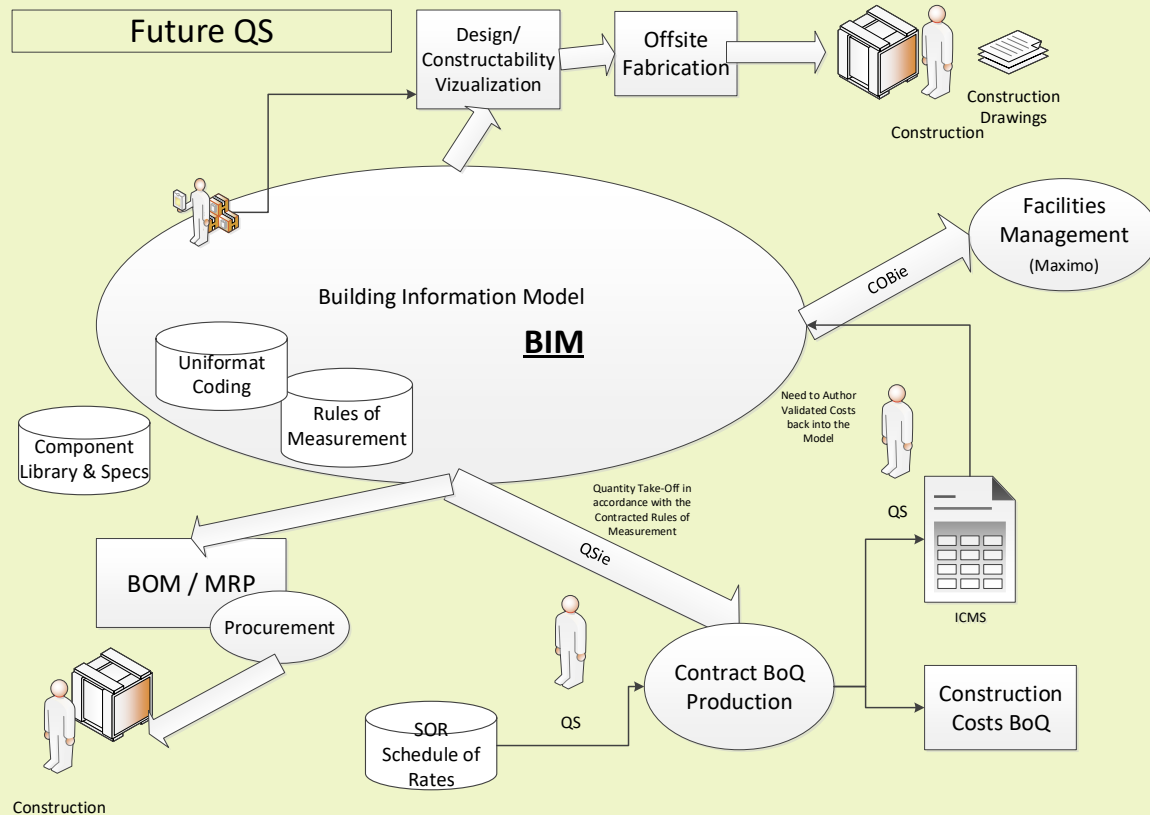 Future QS
Design/
Constructability
Vizualization
Offsite
Fabrication
Construction
Drawings
Construction
Facilities
Management
(Maximo)
COBie
Building Information Model
BIM
Uniformat
Coding
Rules of
Measurement
Component
Library & Specs
Need to Author
Validated Costs
back into the
Model
Quantity Take-Off in
accordance with the
Contracted Rules of
Measurement
QSie
QS
ICMS
BOM / MRP
Procurement
Contract BoQ
Production
Construction
Costs BoQ
QS
SOR
Schedule of
Rates
Construction